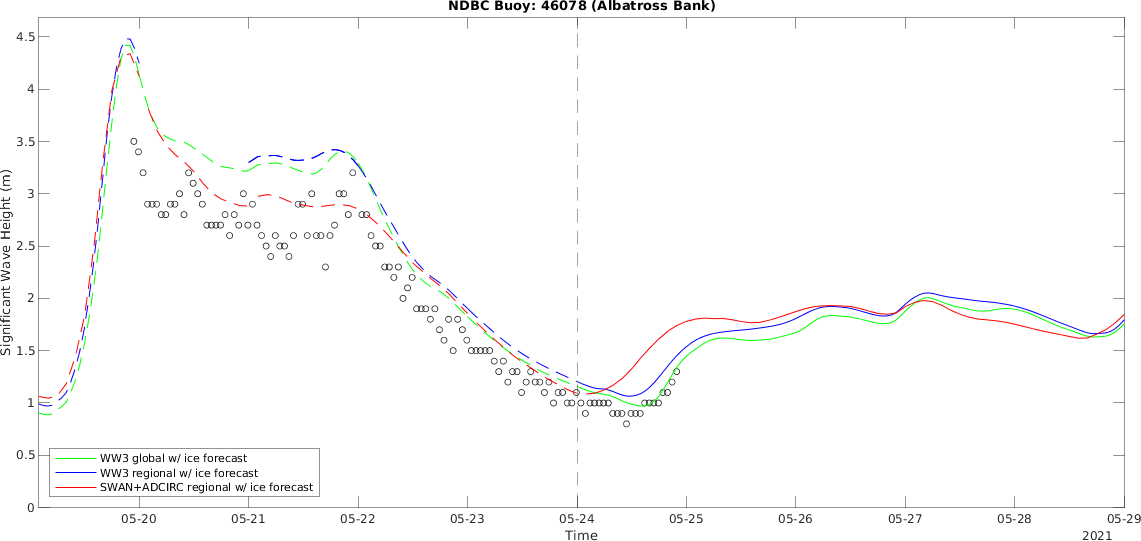 NDBC Buoy: 46078 (Albatross Bank)
Significant Wave Height (m)
4.5
4
3.5
3
2.5
2
1.5
1
0.5
0
WW3 global w/ ice forecast
WW3 regional w/ ice forecast
SWAN+ADCIRC regional w/ ice forecast
05-20 05-21 05-22 05-23 05-24 05-25 05-26 05-27 05-28 05-29
Time
2021